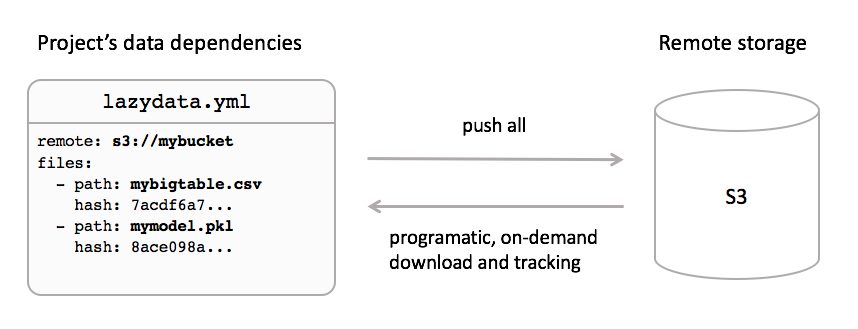 Project's data dependencies
Remote storage
lazydata.yml
remote: s3://mybucket
files:
- path: mybigtable.csv
hash: 7acdf6a7...
- path: mymodel.pkl
hash: 8ace098a...
push all
programatic, on-demand
download and tracking
S3